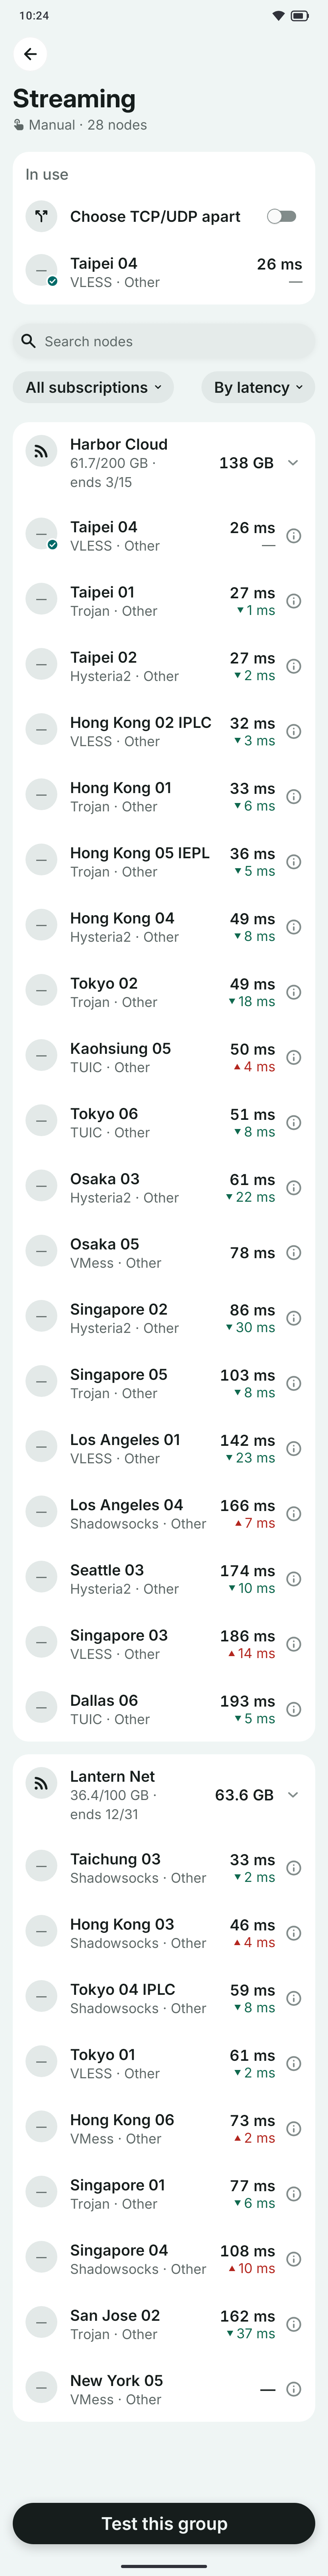 10:24
Streaming
Manual · 28 nodes
In use
Choose TCP/UDP apart
Taipei 04
26 ms
VLESS · Other
—
Search nodes
All subscriptions
By latency
Harbor Cloud
61.7/200 GB ·
ends 3/15
138 GB
Taipei 04
26 ms
VLESS · Other
—
Taipei 01
27 ms
Trojan · Other
▼1 ms
Taipei 02
27 ms
Hysteria2 · Other
▼2 ms
Hong Kong 02 IPLC
32 ms
VLESS · Other
▼3 ms
Hong Kong 01
33 ms
Trojan · Other
▼6 ms
Hong Kong 05 IEPL
36 ms
Trojan · Other
▼5 ms
Hong Kong 04
49 ms
Hysteria2 · Other
▼8 ms
Tokyo 02
49 ms
Trojan · Other
▼18 ms
Kaohsiung 05
50 ms
TUIC · Other
▲4 ms
Tokyo 06
51 ms
TUIC · Other
▼8 ms
Osaka 03
61 ms
Hysteria2 · Other
▼22 ms
Osaka 05
78 ms
VMess · Other
Singapore 02
86 ms
Hysteria2 · Other
▼30 ms
Singapore 05
103 ms
Trojan · Other
▼8 ms
Los Angeles 01
142 ms
VLESS · Other
▼23 ms
Los Angeles 04
166 ms
Shadowsocks · Other
▲7 ms
Seattle 03
174 ms
Hysteria2 · Other
▼10 ms
Singapore 03
186 ms
VLESS · Other
▲14 ms
Dallas 06
193 ms
TUIC · Other
▼5 ms
Lantern Net
36.4/100 GB ·
ends 12/31
63.6 GB
Taichung 03
33 ms
Shadowsocks · Other
▼2 ms
Hong Kong 03
46 ms
Shadowsocks · Other
▲4 ms
Tokyo 04 IPLC
59 ms
Shadowsocks · Other
▼8 ms
Tokyo 01
61 ms
VLESS · Other
▼2 ms
Hong Kong 06
73 ms
VMess · Other
▲2 ms
Singapore 01
77 ms
Trojan · Other
▼6 ms
Singapore 04
108 ms
Shadowsocks · Other
▲10 ms
San Jose 02
162 ms
Trojan · Other
▼37 ms
New York 05
—
VMess · Other
Test this group